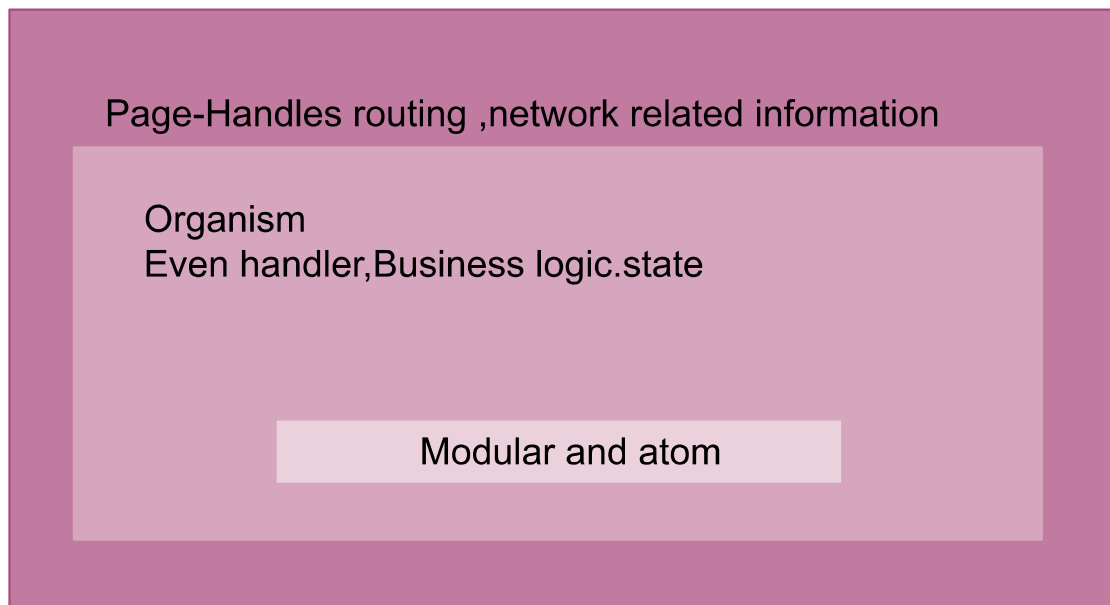 Page-Handles routing ,network related information
Organism
Even handler,Business logic.state
Modular and atom